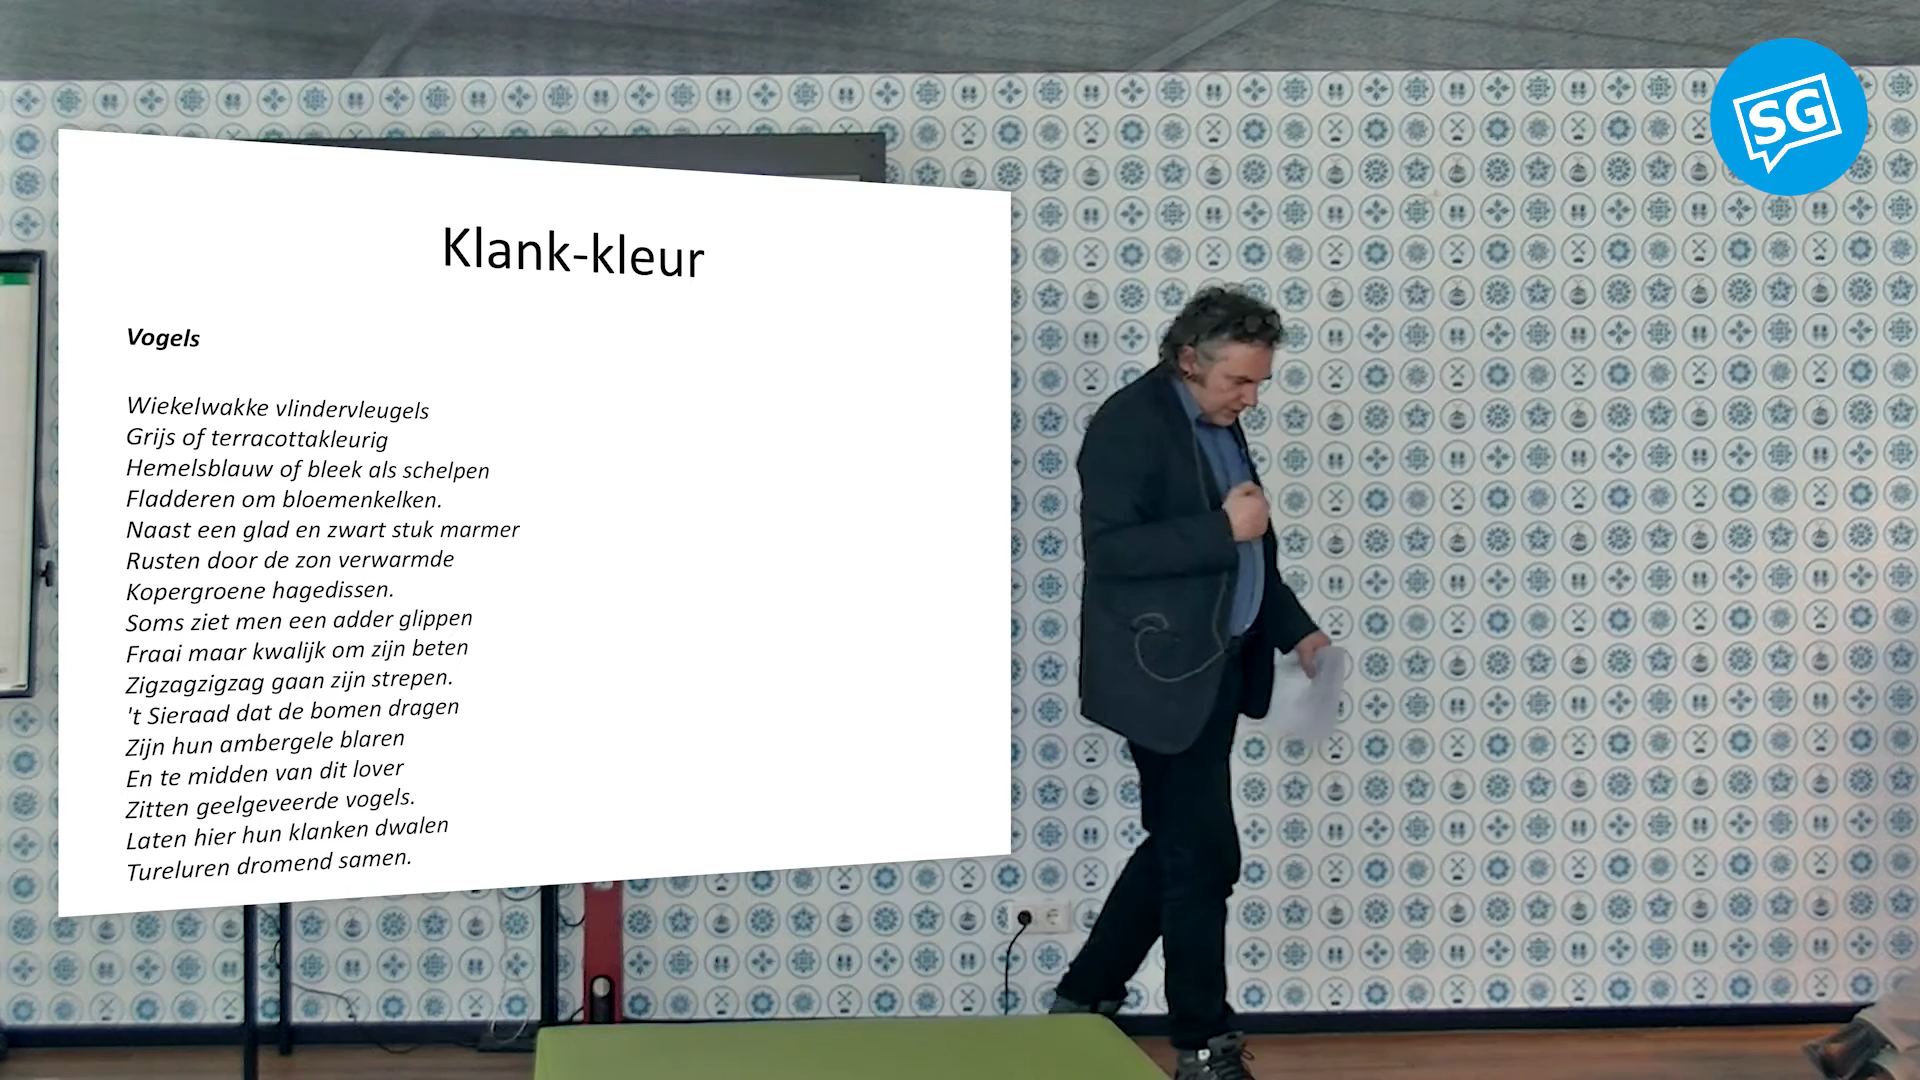 Klank-kleur
Vogels
Wiekelwakke vlindervleugels
Grijs of terracottakleurig
Hemelsblauw of bleek als schelpen
Fladderen om bloemenkelken.
Naast een glad en zwart stuk marmer
Rusten door de zon verwarmde
Kopergroene hagedissen.
Soms ziet men een adder glippen
Fraai maar kwalijk om zijn beten
Zigzagzigzag gaan zijn strepen.
't Sieraad dat de bomen dragen
Zijn hun ambergele blaren
En te midden van dit lover
Zitten geelgeveerde vogels.
Laten hier hun klanken dwalen
Tureluren dromend samen.
SG